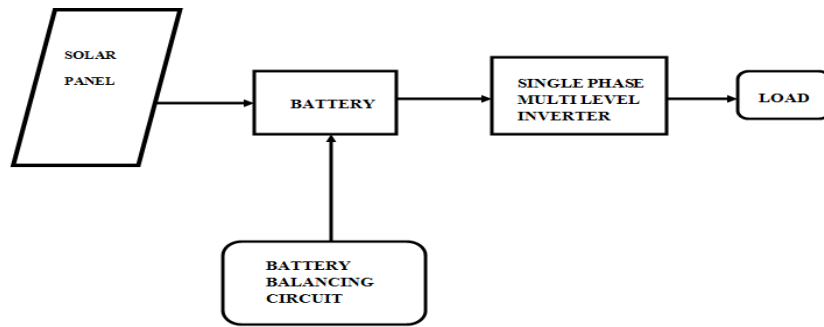 SOLAR
PANEL
BATTERY
SINGLE PHASE
MULTI LEVEL
INVERTER
LOAD
BATTERY
BALANCING
CIRCUIT